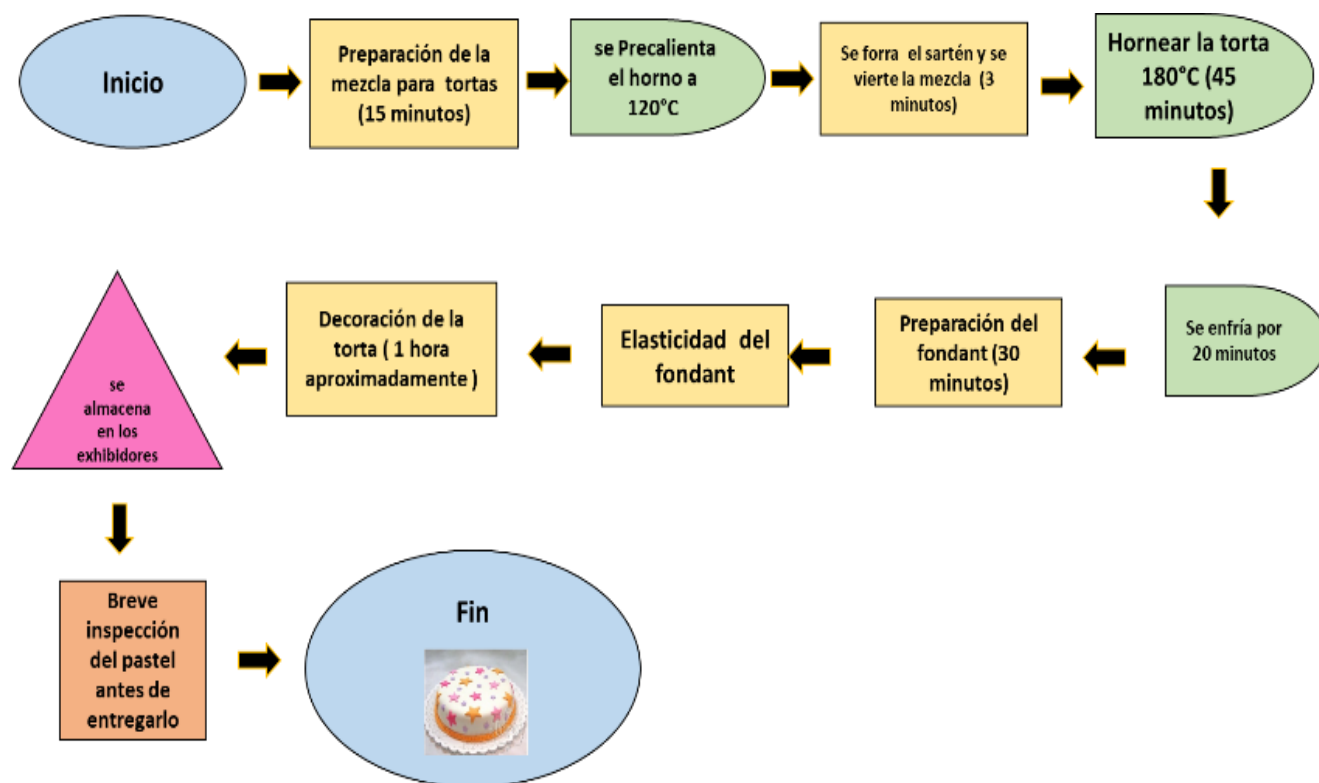 Inicio
Preparación de la
mezcla para tortas
(15 minutos)
se Precalienta
el horno a
120°C
Se forra el sartén y se
vierte la mezcla (3
minutos)
Hornear la torta
180°C (45
minutos)
Se enfría por
20 minutos
Preparación del
fondant (30
minutos)
Elasticidad del
fondant
Decoración de la
torta ( 1 hora
aproximadamente )
se
almacena
en los
exhibidores
Breve
inspección
del pastel
antes de
entregarlo
Fin